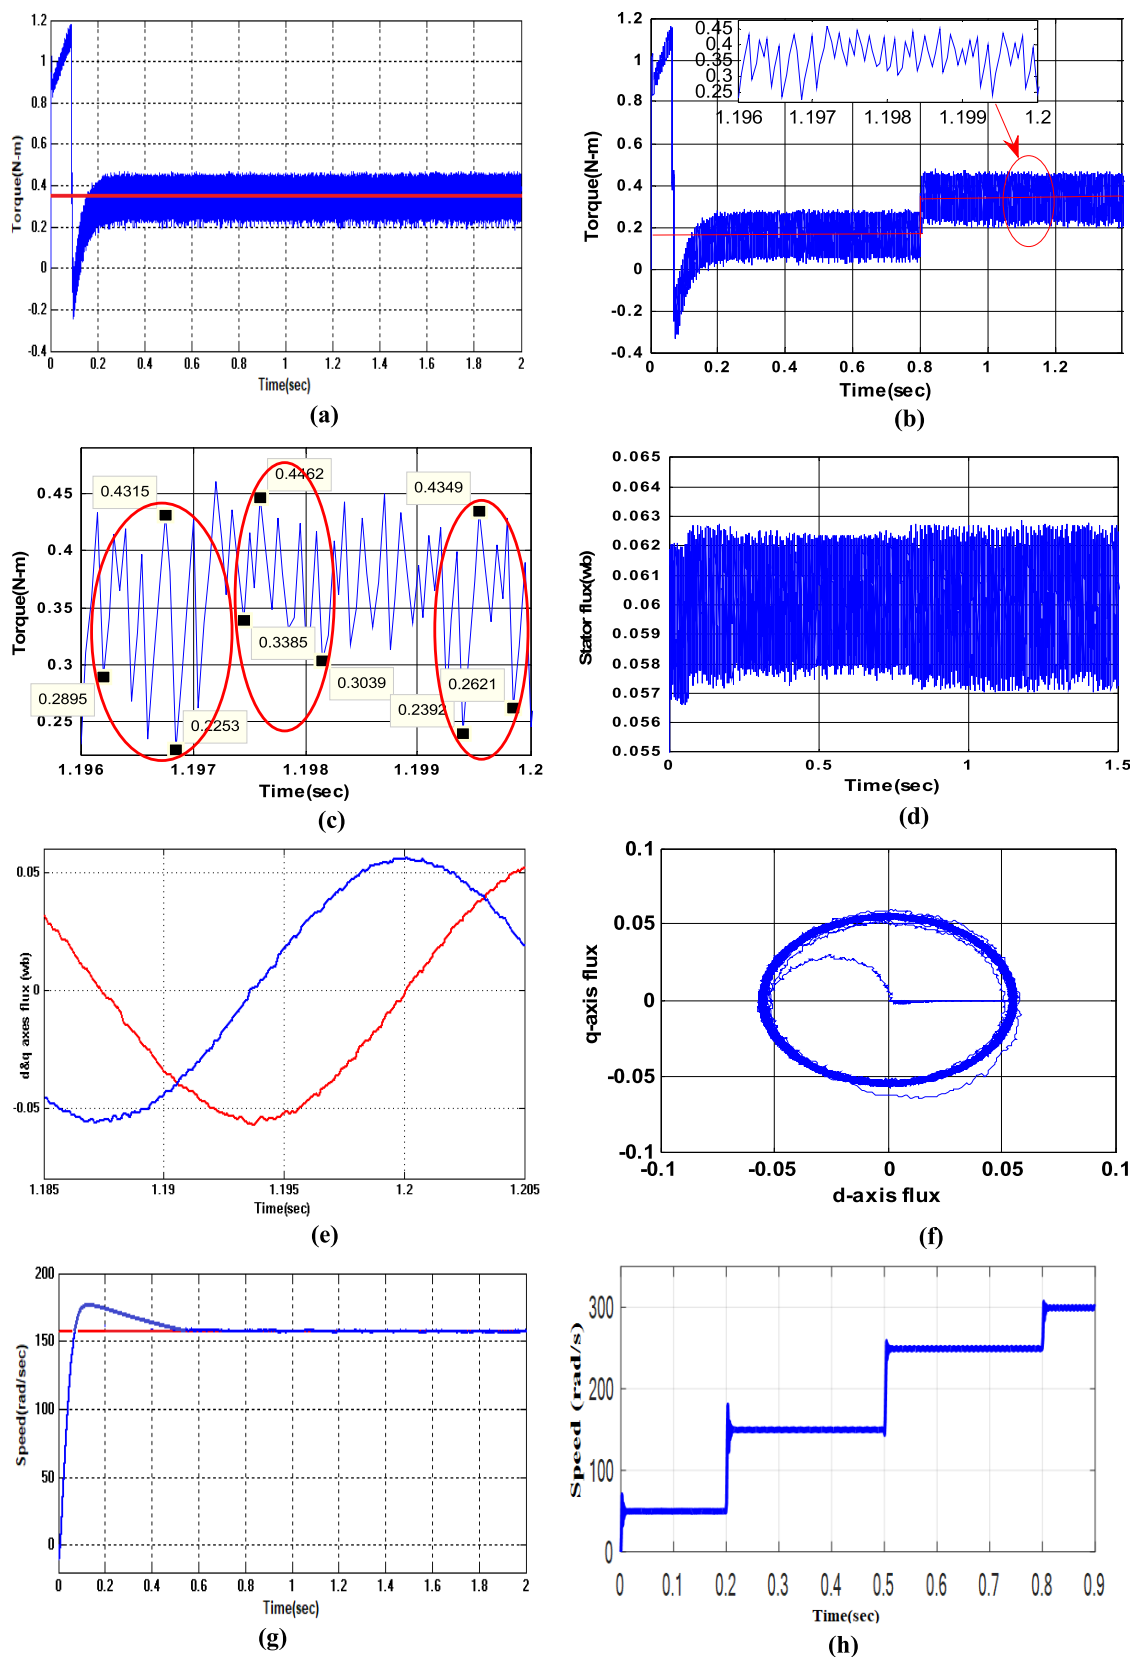 1.2
1
0.8
0.6
0.4
0.2
0
-0.2
-0.4
Torque(N-m)
0 0.2 0.4 0.6 0.8 1 1.2 1.4 1.6 1.8 2
Time(sec)
(a)
1.2
1
0.8
0.6
0.4
0.2
0
-0.2
-0.4
Torque(N-m)
0.45
0.4
0.35
0.3
0.25
1.196 1.197 1.198 1.199 1.2
0 0.2 0.4 0.6 0.8 1 1.2
Time(sec)
(b)
0.45
0.4
0.35
0.3
0.25
Torque(N-m)
0.4315
0.4462
0.4349
0.3385
0.3039
0.2895
0.2253
0.2392
0.2621
1.196 1.197 1.198 1.199 1.2
Time(sec)
(c)
0.065
0.064
0.063
0.062
0.061
0.06
0.059
0.058
0.057
0.056
0.055
Stator flux(wb)
0 0.5 1 1.5
Time(sec)
(d)
0.05
0
-0.05
d&q axes flux (wb)
1.185 1.19 1.195 1.2 1.205
Time(sec)
(e)
0.1
0.05
0
-0.05
-0.1
q-axis flux
-0.1 -0.05 0 0.05 0.1
d-axis flux
(f)
200
150
100
50
0
Speed(rad/sec)
0 0.2 0.4 0.6 0.8 1 1.2 1.4 1.6 1.8 2
Time(sec)
(g)
300
200
100
0
Speed (rad/s)
0 0.1 0.2 0.3 0.4 0.5 0.6 0.7 0.8 0.9
Time(sec)
(h)